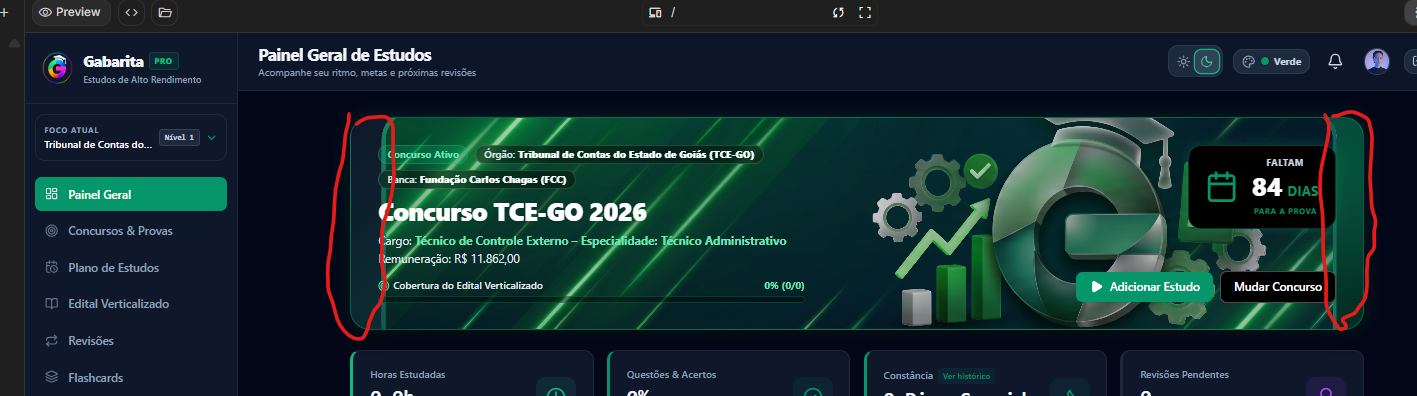 Preview
/
Gabarita PRO
Estudos de Alto Rendimento
Painel Geral de Estudos
Acompanhe seu ritmo, metas e próximas revisões
Verde
FOCO ATUAL
Tribunal de Contas do...
Nível 1
Painel Geral
Concursos & Provas
Plano de Estudos
Edital Verticalizado
Revisões
Flashcards
Concurso Ativo
Órgão: Tribunal de Contas do Estado de Goiás (TCE-GO)
Banca: Fundação Carlos Chagas (FCC)
Concurso TCE-GO 2026
Cargo: Técnico de Controle Externo – Especialidade: Técnico Administrativo
Remuneração: R$ 11.862,00
Cobertura do Edital Verticalizado
0% (0/0)
FALTAM
84 DIAS
PARA A PROVA
Adicionar Estudo
Mudar Concurso
Horas Estudadas
Questões & Acertos
Constância
Ver histórico
Revisões Pendentes